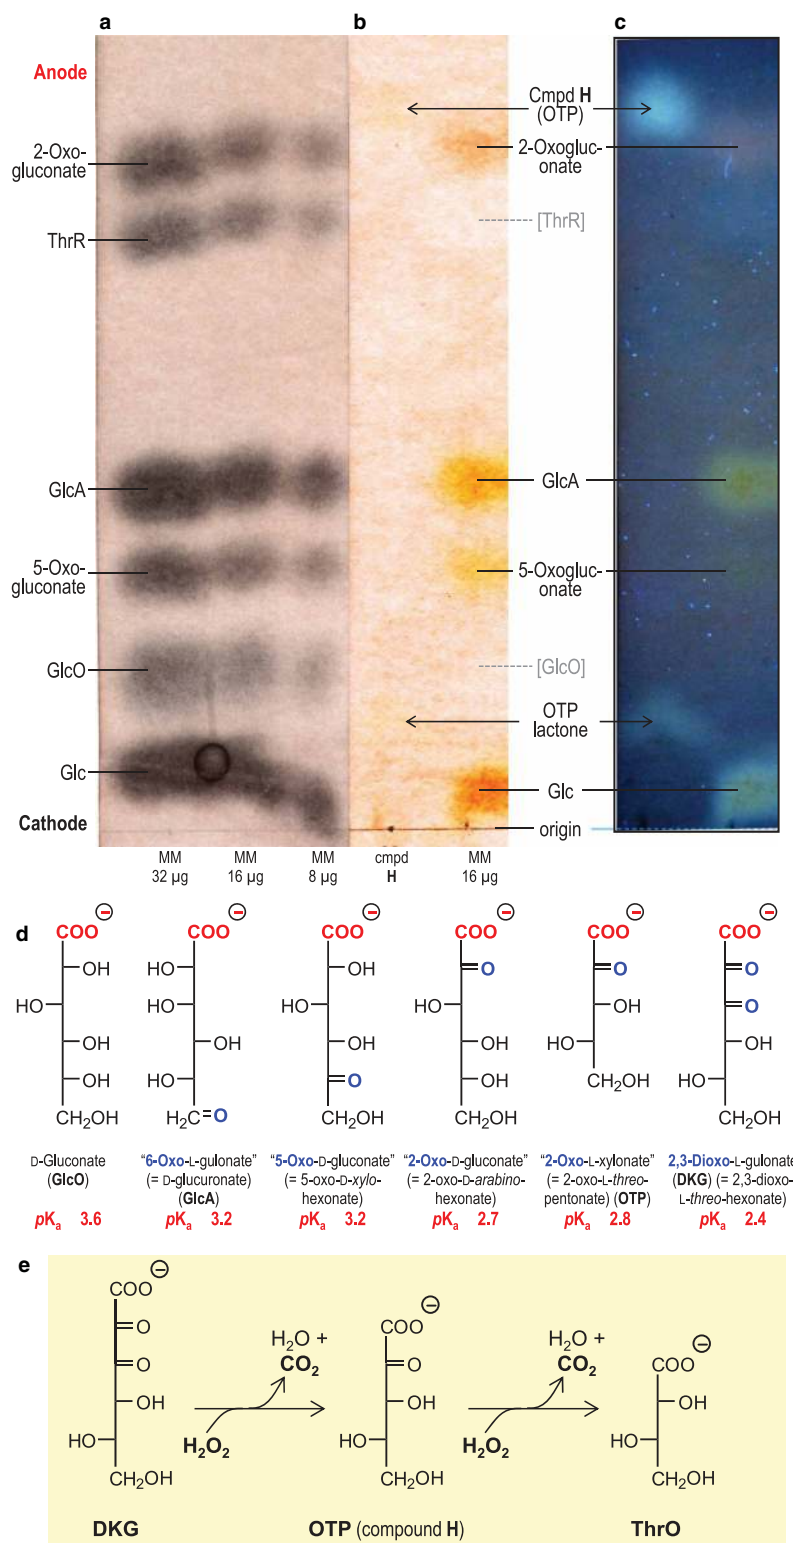 a
b
c
Anode
2-Oxo-
gluconate
ThrR
GlcA
5-Oxo-
gluconate
GlcO
Glc
Cathode
Cmpd H
(OTP)
2-Oxogluc-
onate
[ThrR]
GlcA
5-Oxogluc-
onate
[GlcO]
OTP
lactone
Glc
origin
MM
32 µg
MM
16 µg
MM
8 µg
cmpd
H
MM
16 µg
d
COO −
OH
HO
OH
OH
CH₂OH
D-Gluconate
(GlcO)
pKa 3.6
COO −
HO
HO
OH
HO
H₂C=O
“6-Oxo-L-gulonate”
(= D-glucuronate)
(GlcA)
pKa 3.2
COO −
OH
HO
OH
O
CH₂OH
“5-Oxo-D-gluconate”
(= 5-oxo-D-xylo-
hexonate)
pKa 3.2
COO −
O
HO
OH
OH
CH₂OH
“2-Oxo-D-gluconate”
(= 2-oxo-D-arabino-
hexonate)
pKa 2.7
COO −
O
OH
HO
CH₂OH
“2-Oxo-L-xylonate”
(= 2-oxo-L-threo-
pentonate) (OTP)
pKa 2.8
COO −
O
O
OH
HO
CH₂OH
2,3-Dioxo-L-gulonate
(DKG) (= 2,3-dioxo-
L-threo-hexonate)
pKa 2.4
e
COO −
O
O
OH
HO
CH₂OH
DKG
H₂O₂
H₂O +
CO₂
COO −
O
OH
HO
CH₂OH
OTP (compound H)
H₂O₂
H₂O +
CO₂
COO −
OH
HO
CH₂OH
ThrO